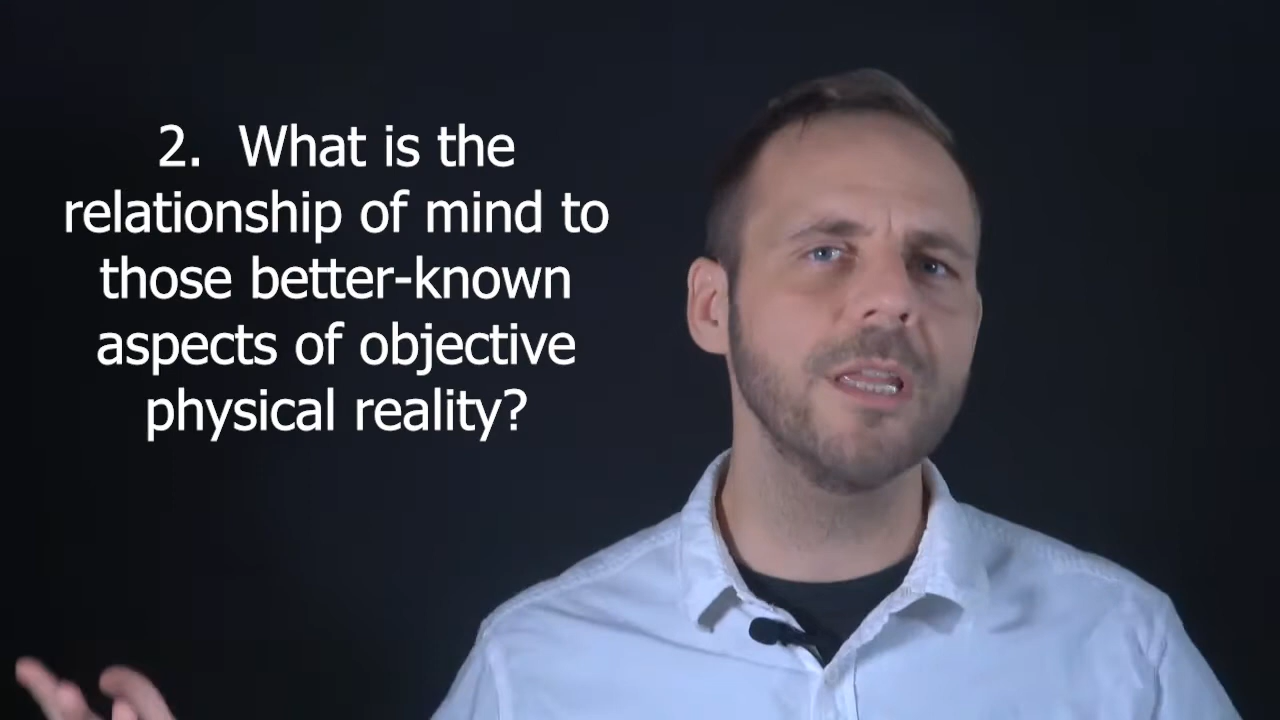 2. What is the
relationship of mind to
those better-known
aspects of objective
physical reality?